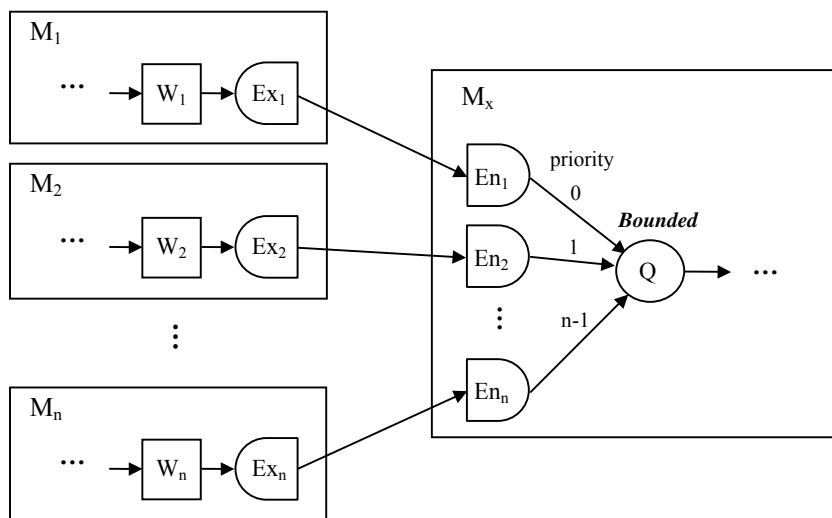 M1
... W1 Ex1
Mx
En1 priority
0
M2
Bounded
... W2 Ex2 En2 1 Q ...
⋮ ⋮
n-1
Mn
Enn
... Wn Exn